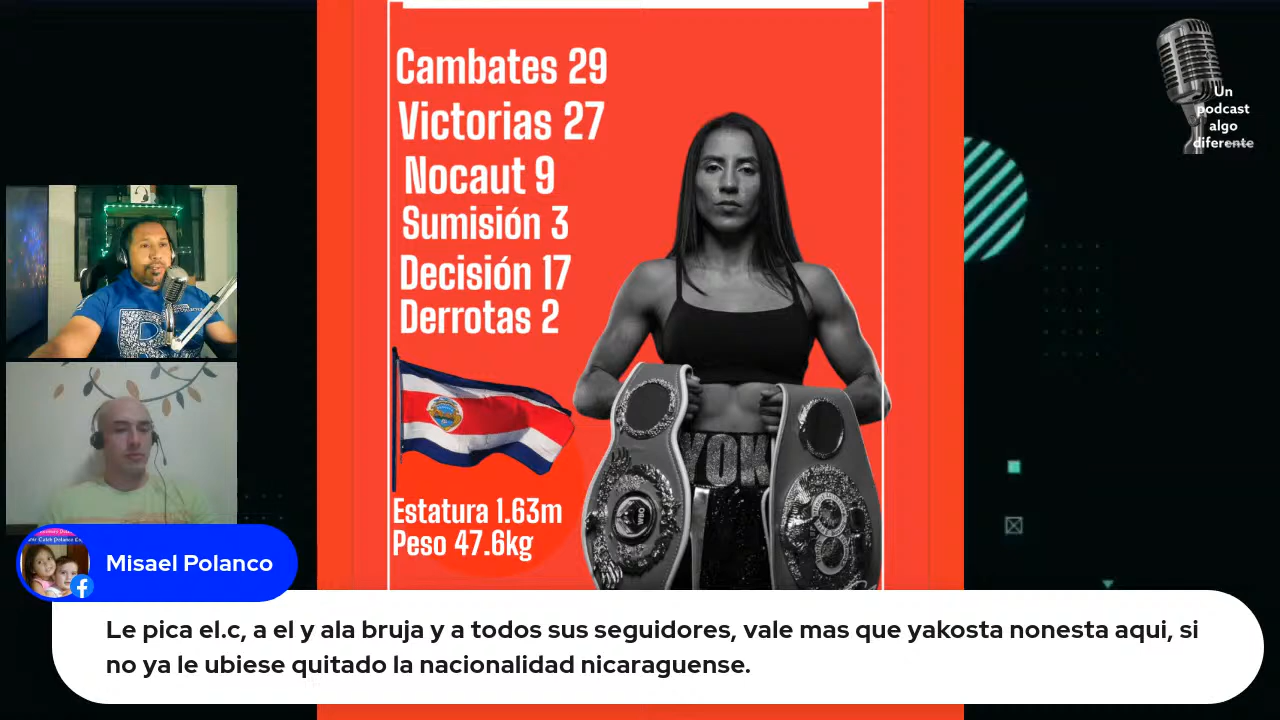 Cambates 29
Victorias 27
Nocaut 9
Sumisión 3
Decisión 17
Derrotas 2
Estatura 1.63m
Peso 47.6kg
YOK
WBO
Un
podcast
algo
diferente
Misael Polanco
Le pica el.c, a el y ala bruja y a todos sus seguidores, vale mas que yakosta nonesta aqui, si
no ya le ubiese quitado la nacionalidad nicaraguense.